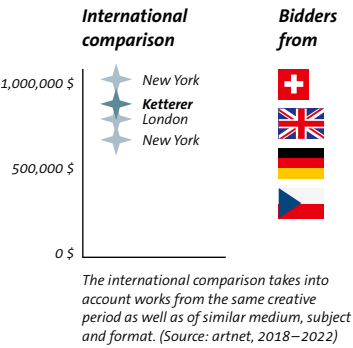 International
comparison
Bidders
from
1,000,000 $
New York
Ketterer
London
New York
500,000 $
0 $
The international comparison takes into
account works from the same creative
period as well as of similar medium, subject
and format. (Source: artnet, 2018–2022)